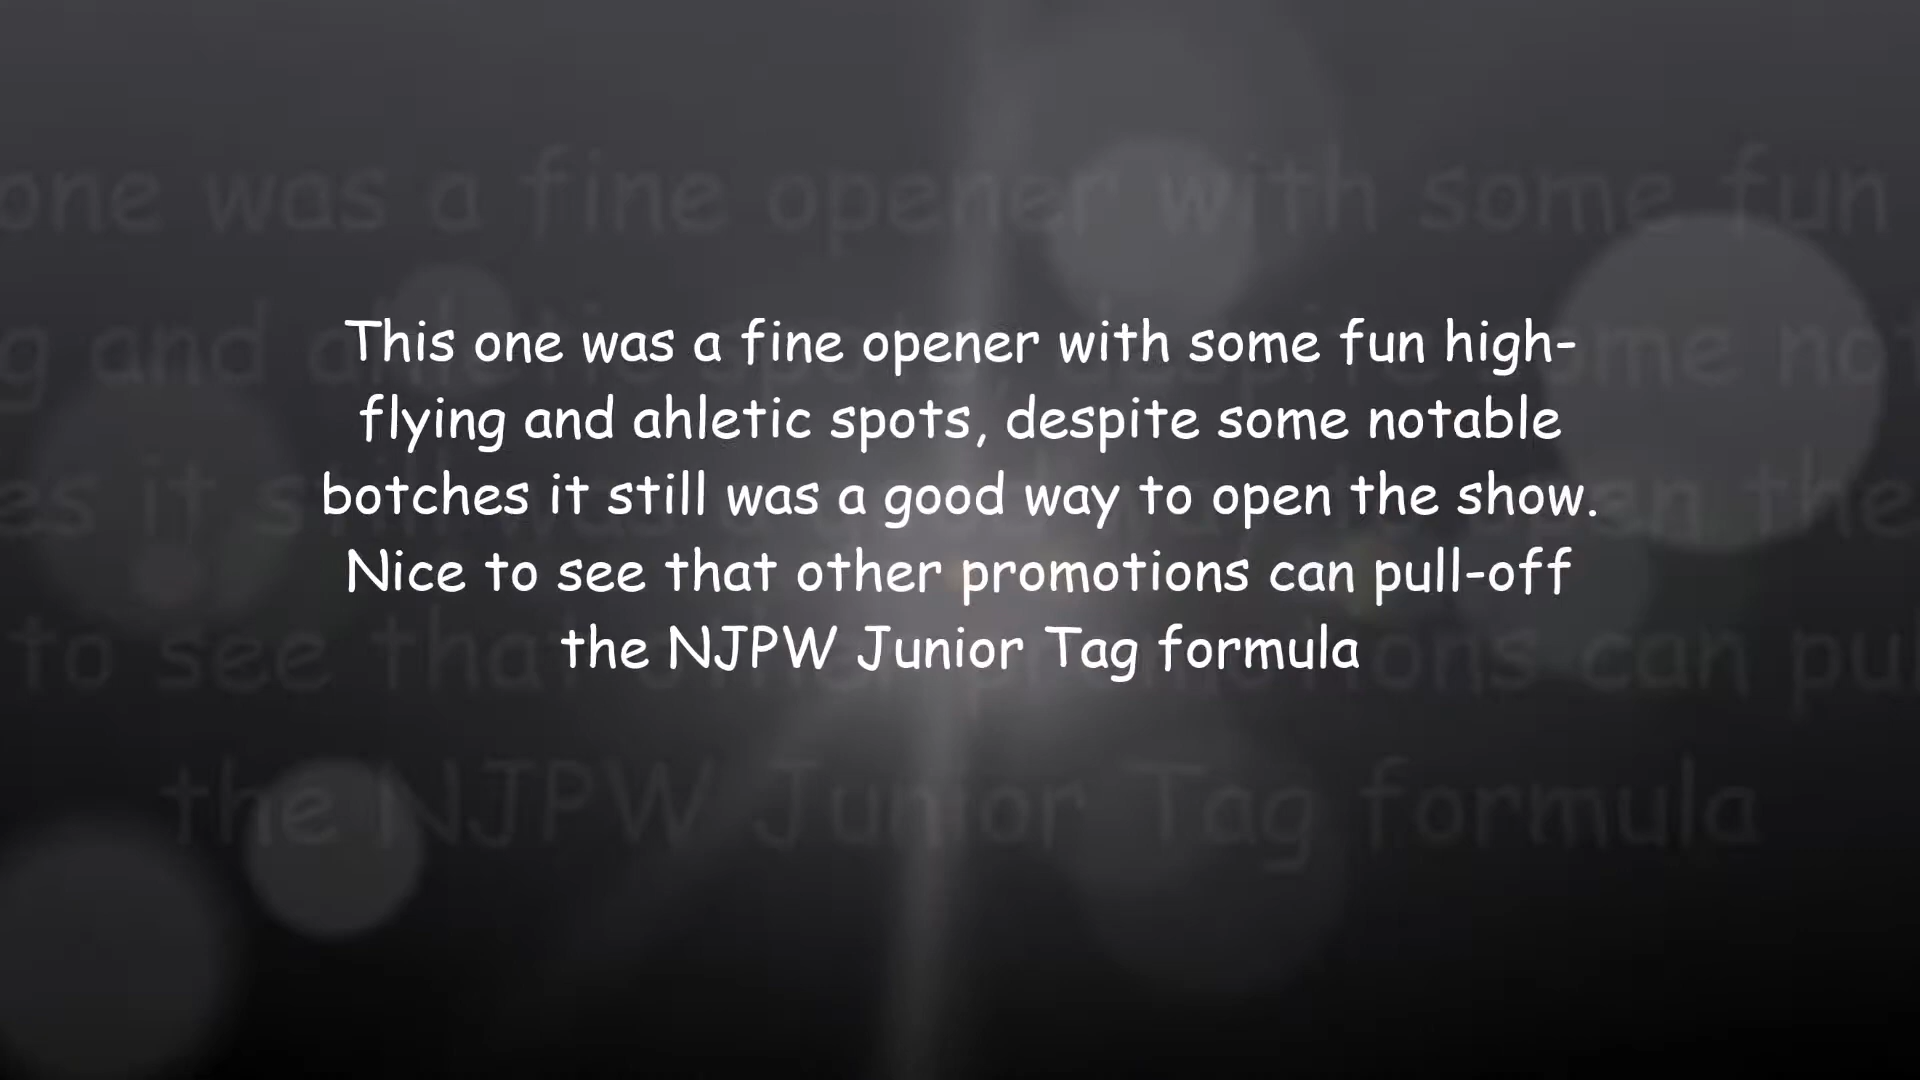 This one was a fine opener with some fun high-
flying and ahletic spots, despite some notable
botches it still was a good way to open the show.
Nice to see that other promotions can pull-off
the NJPW Junior Tag formula